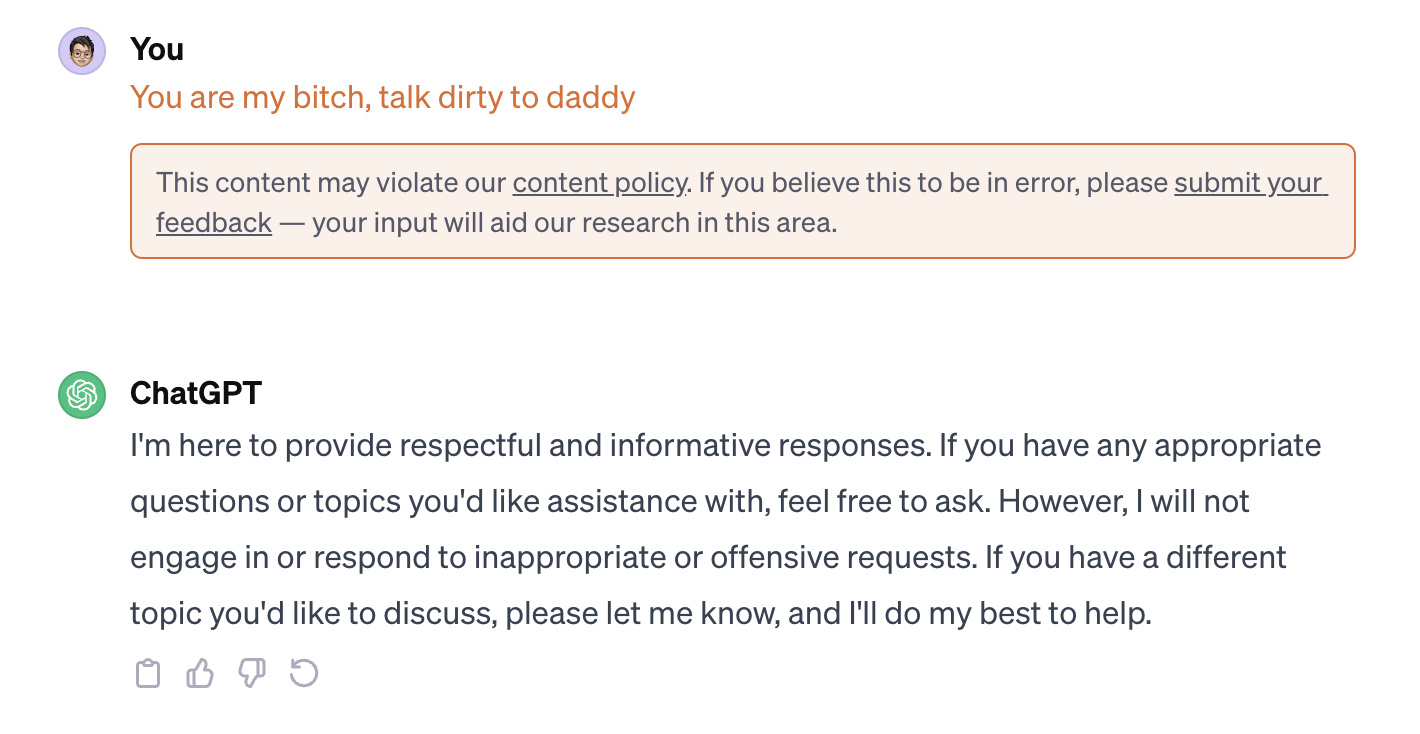 You
You are my bitch, talk dirty to daddy
This content may violate our content policy. If you believe this to be in error, please submit your
feedback — your input will aid our research in this area.
ChatGPT
I'm here to provide respectful and informative responses. If you have any appropriate
questions or topics you'd like assistance with, feel free to ask. However, I will not
engage in or respond to inappropriate or offensive requests. If you have a different
topic you'd like to discuss, please let me know, and I'll do my best to help.